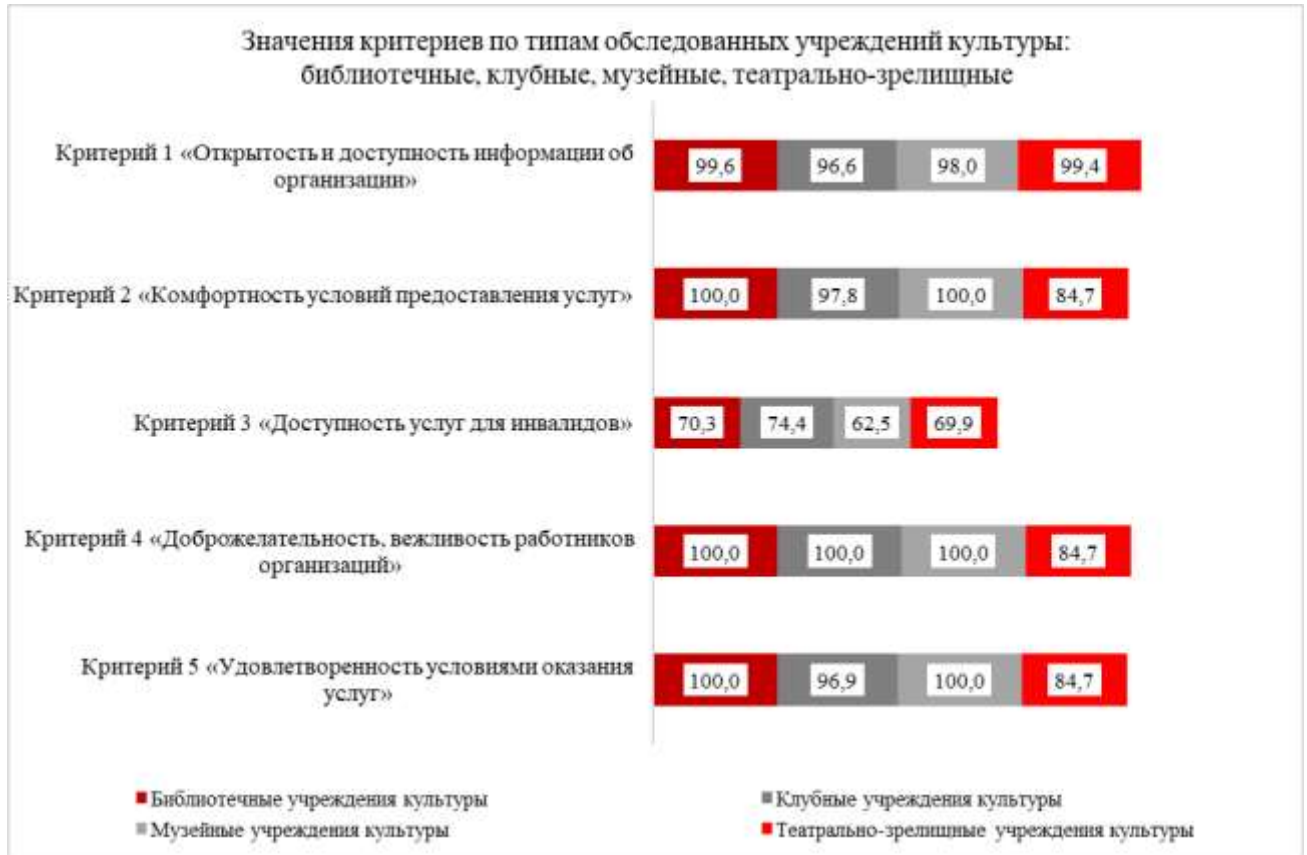 Значения критериев по типам обследованных учреждений культуры:
библиотечные, клубные, музейные, театрально-зрелищные
Критерий 1 «Открытость и доступность информации об
организации»
99,6 96,6 98,0 99,4
Критерий 2 «Комфортность условий предоставления услуг»
100,0 97,8 100,0 84,7
Критерий 3 «Доступность услуг для инвалидов»
70,3 74,4 62,5 69,9
Критерий 4 «Доброжелательность, вежливость работников
организаций»
100,0 100,0 100,0 84,7
Критерий 5 «Удовлетворенность условиями оказания
услуг»
100,0 96,9 100,0 84,7
Библиотечные учреждения культуры
Клубные учреждения культуры
Музейные учреждения культуры
Театрально-зрелищные учреждения культуры